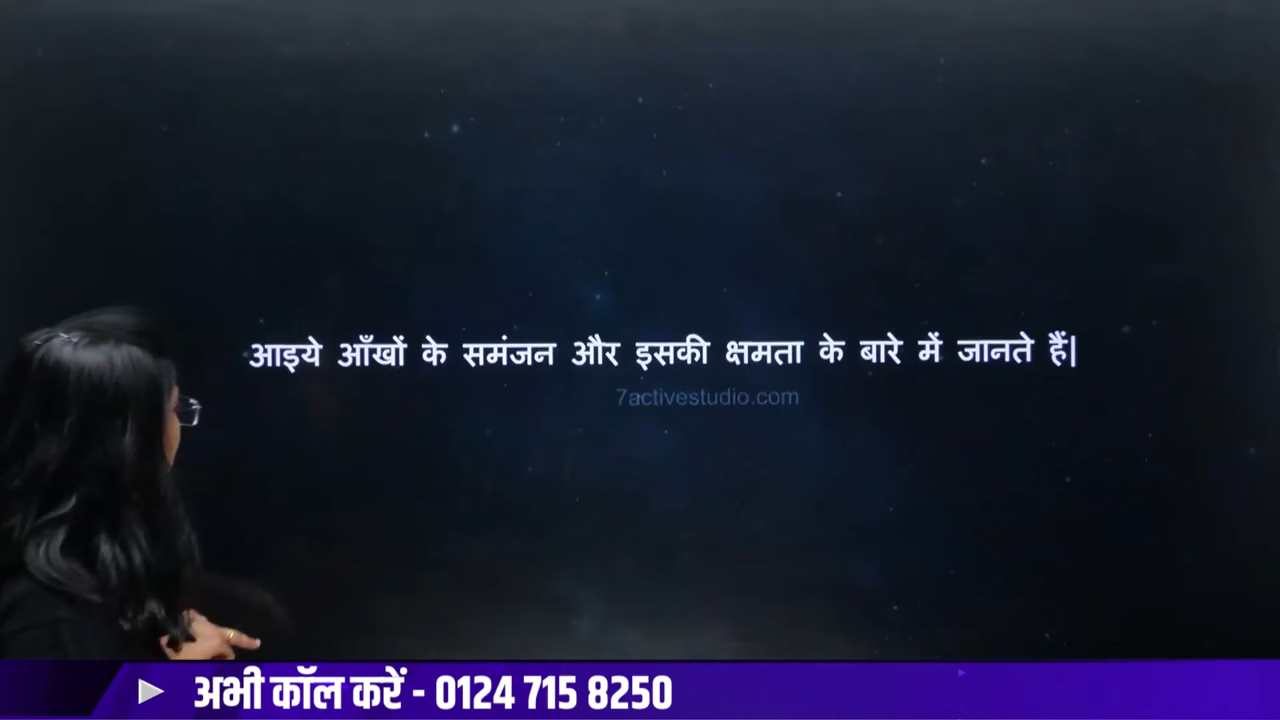 आइये आँखों के समंजन और इसकी क्षमता के बारे में जानते हैं|
7activestudio.com
अभी कॉल करें - 0124 715 8250